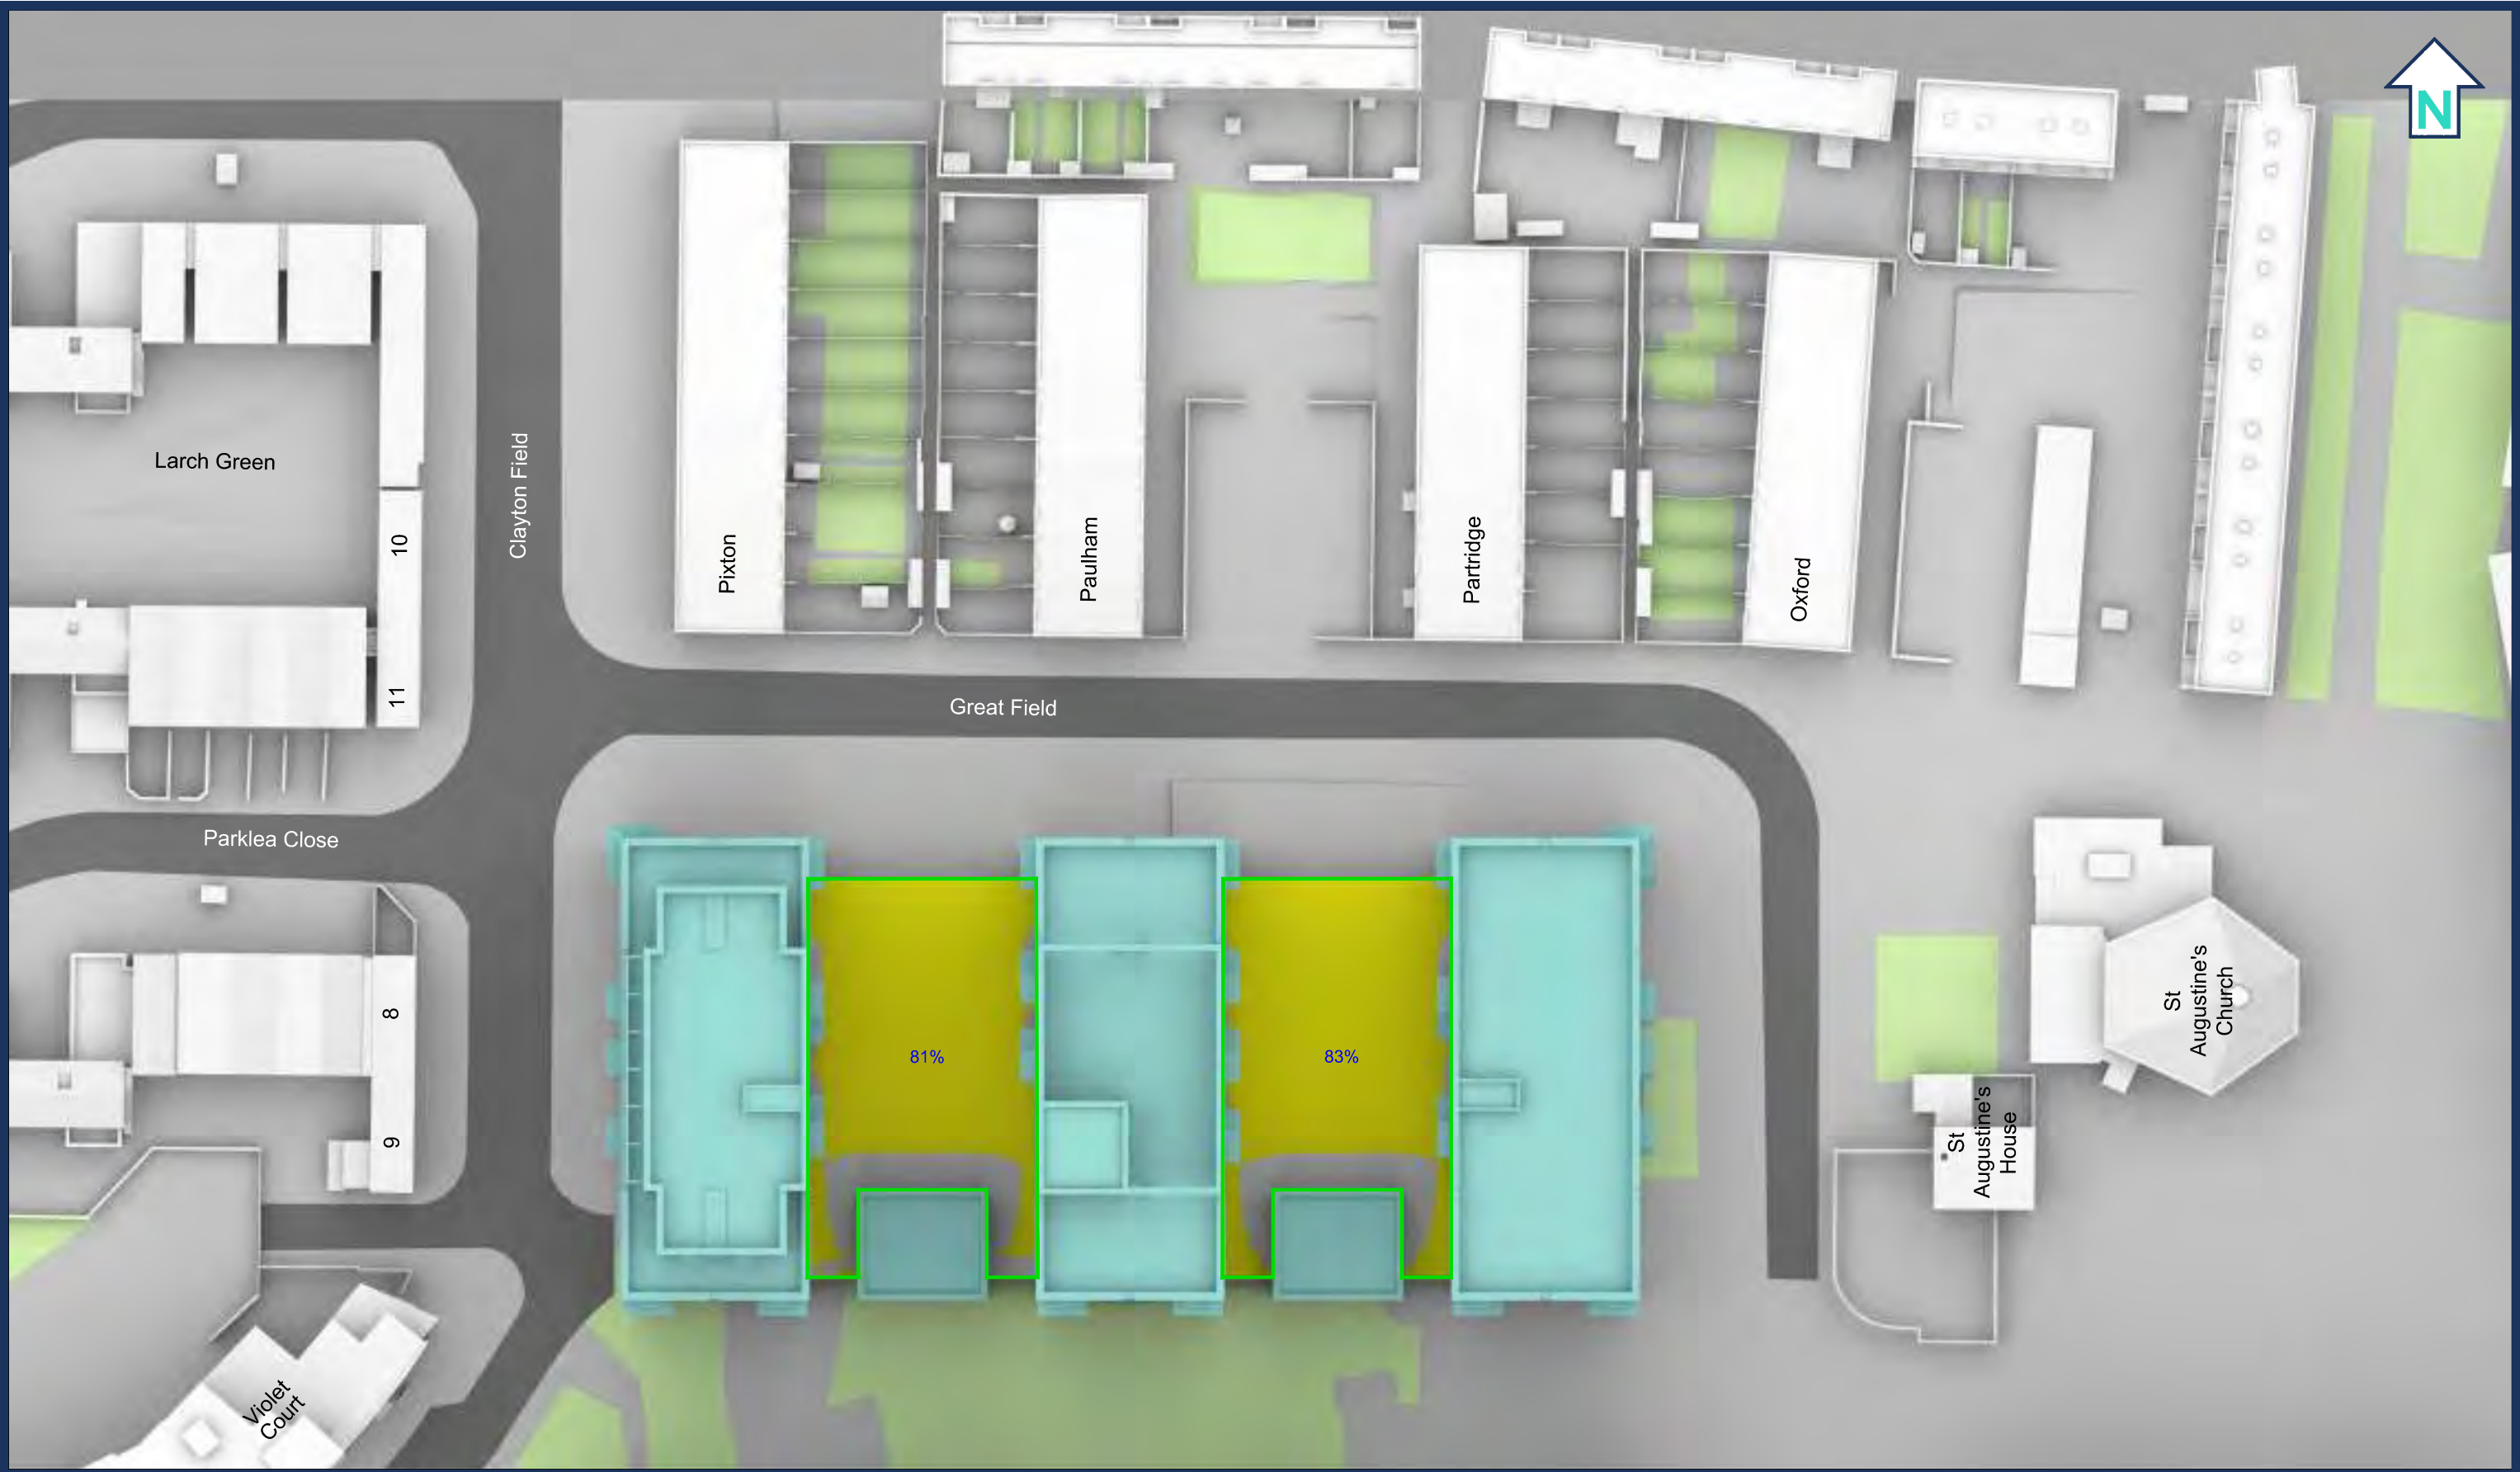 N
Larch Green
Clayton Field
10
11
Pixton
Paulham
Partridge
Oxford
Great Field
Parklea Close
8
9
81%
83%
St
Augustine's
Church
St
Augustine's
House
Violet
Court